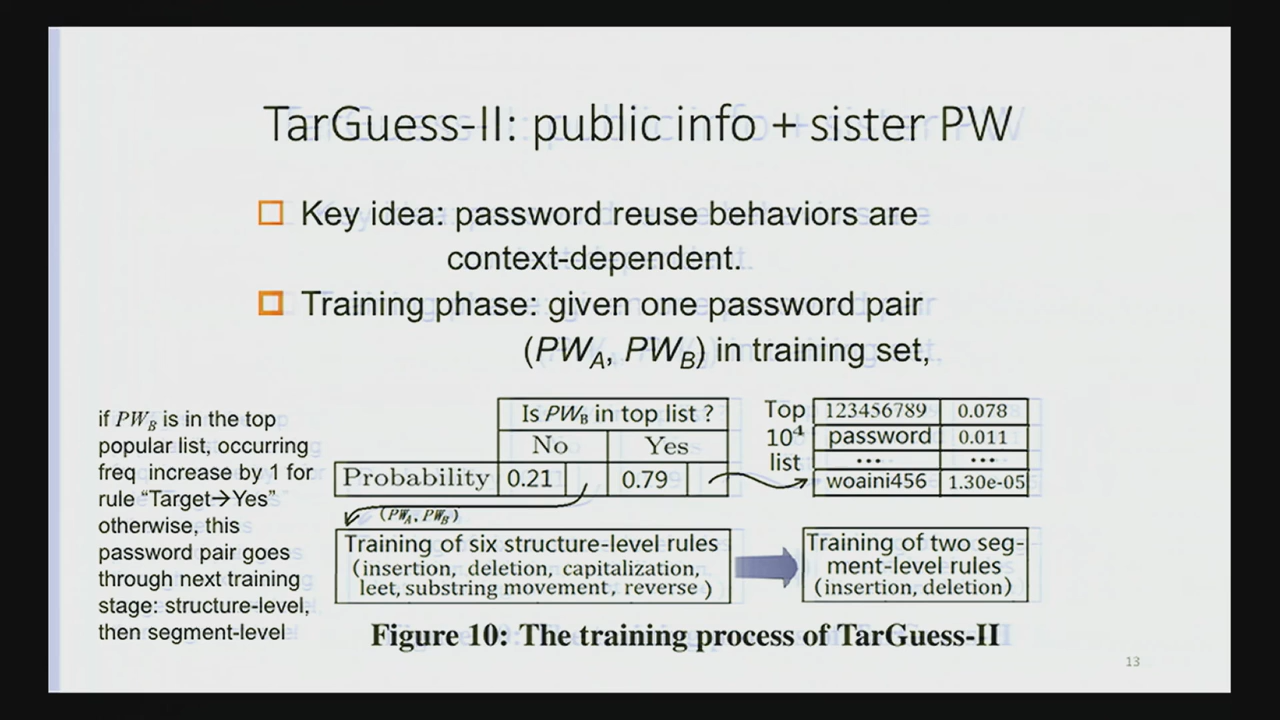 TarGuess-II: public info + sister PW
Key idea: password reuse behaviors are
context-dependent.
Training phase: given one password pair
(PWA, PWB) in training set,
if PWB is in the top
popular list, occurring
freq increase by 1 for
rule “Target→Yes”
otherwise, this
password pair goes
through next training
stage: structure-level,
then segment-level
Is PWB in top list ?
No Yes
Probability 0.21 0.79
(PWA, PWB)
Top 10⁴ list
123456789 0.078
password 0.011
... ...
woaini456 1.30e-05
Training of six structure-level rules
(insertion, deletion, capitalization,
leet, substring movement, reverse )
Training of two seg-
ment-level rules
(insertion, deletion)
Figure 10: The training process of TarGuess-II
13